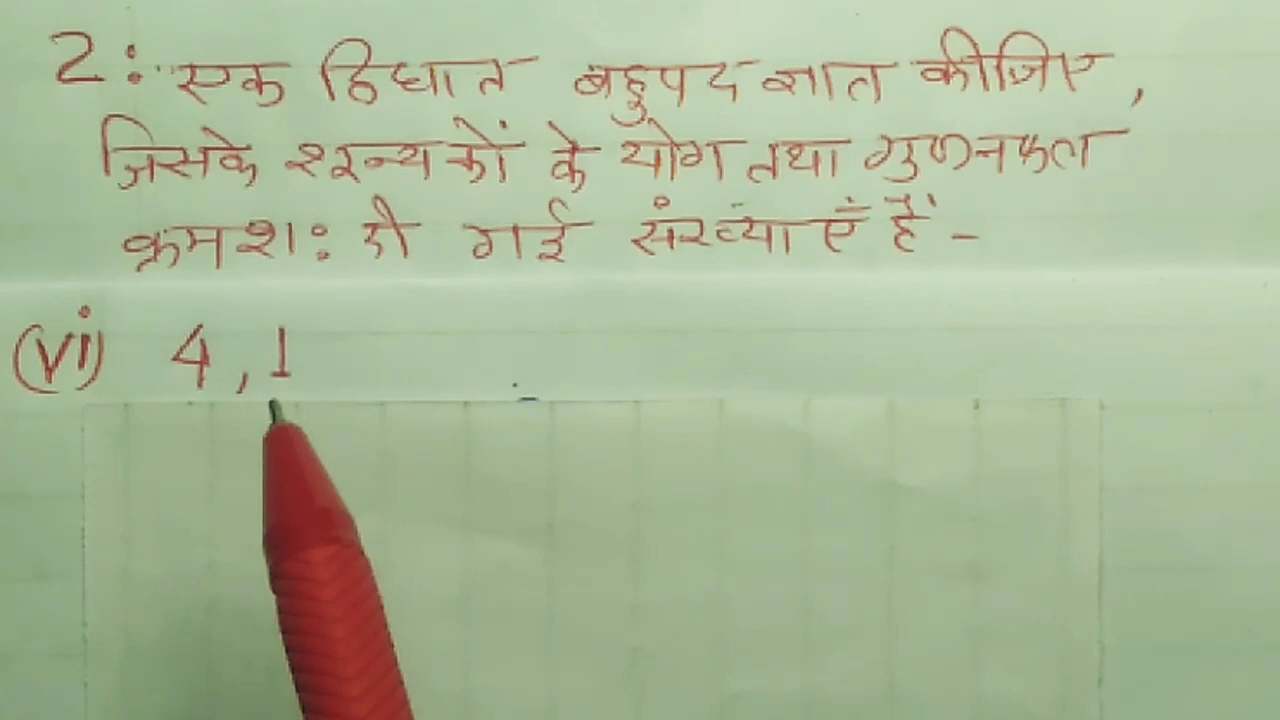 2: एक द्विघात बहुपद ज्ञात कीजिए,
जिसके शून्यकों के योग तथा गुणनफल
क्रमश: दी गई संख्याएँ हैं -
(vi) 4, 1